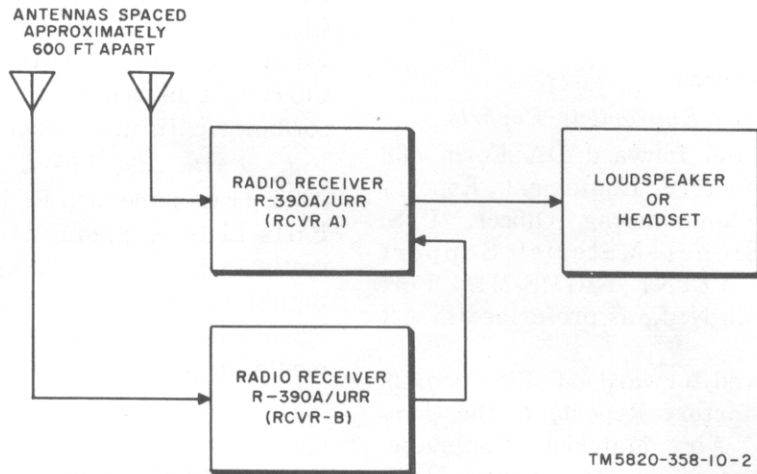 ANTENNAS SPACED
APPROXIMATELY
600 FT APART
RADIO RECEIVER
R-390A/URR
(RCVR A)
LOUDSPEAKER
OR
HEADSET
RADIO RECEIVER
R-390A/URR
(RCVR-B)
TM5820-358-10-2